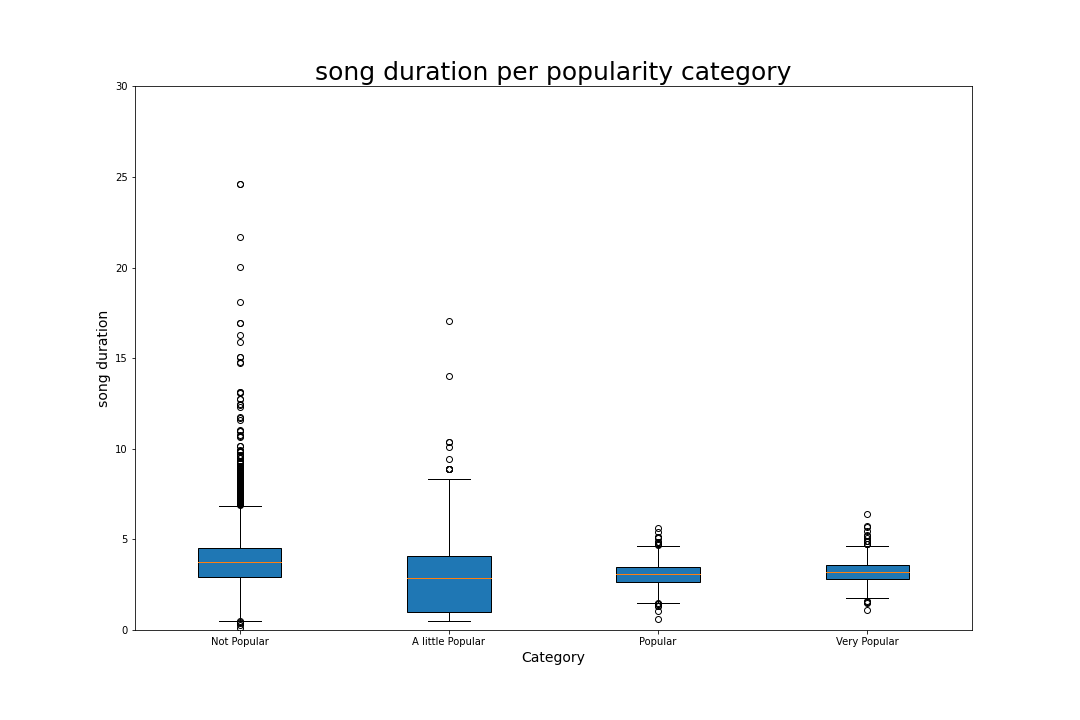 song duration per popularity category
30
25
20
15
10
5
0
song duration
Not Popular
A little Popular
Popular
Very Popular
Category